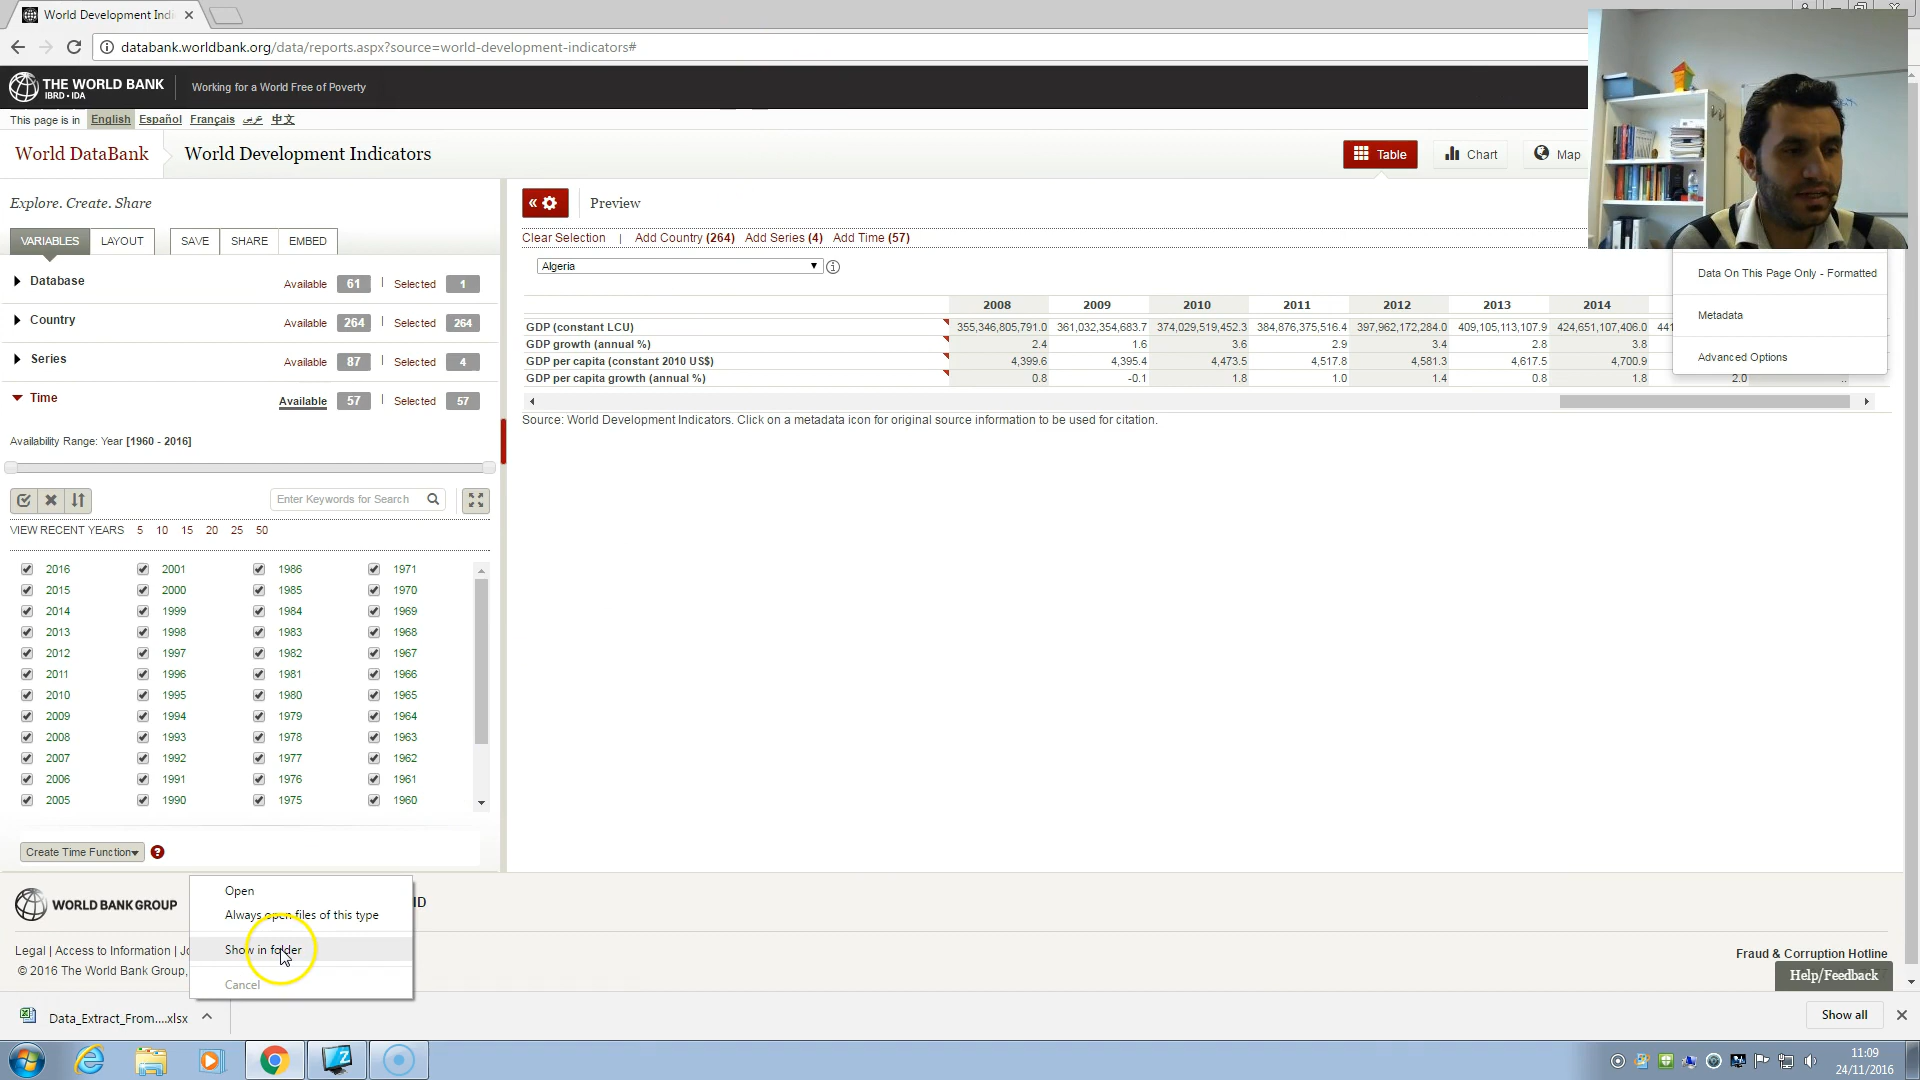 World Development Indi
databank.worldbank.org/data/reports.aspx?source=world-development-indicators#
THE WORLD BANK
IBRD • IDA
Working for a World Free of Poverty
This page is in English Español Français عربي 中文
World DataBank World Development Indicators
Table Chart Map
Explore. Create. Share
« Preview
VARIABLES LAYOUT SAVE SHARE EMBED
Clear Selection | Add Country (264) Add Series (4) Add Time (57)
Algeria
Database Available 61 | Selected 1
Country Available 264 | Selected 264
Series Available 87 | Selected 4
Time Available 57 | Selected 57
Data On This Page Only - Formatted
Metadata
Advanced Options
2008 2009 2010 2011 2012 2013 2014
GDP (constant LCU) 355,346,805,791.0 361,032,354,683.7 374,029,519,452.3 384,876,375,516.4 397,962,172,284.0 409,105,113,107.9 424,651,107,406.0 441
GDP growth (annual %) 2.4 1.6 3.6 2.9 3.4 2.8 3.8
GDP per capita (constant 2010 US$) 4,399.6 4,395.4 4,473.5 4,517.8 4,581.3 4,617.5 4,700.9
GDP per capita growth (annual %) 0.8 -0.1 1.8 1.0 1.4 0.8 1.8 2.0 ..
Source: World Development Indicators. Click on a metadata icon for original source information to be used for citation.
Availability Range: Year [1960 - 2016]
Enter Keywords for Search
VIEW RECENT YEARS 5 10 15 20 25 50
2016 2001 1986 1971
2015 2000 1985 1970
2014 1999 1984 1969
2013 1998 1983 1968
2012 1997 1982 1967
2011 1996 1981 1966
2010 1995 1980 1965
2009 1994 1979 1964
2008 1993 1978 1963
2007 1992 1977 1962
2006 1991 1976 1961
2005 1990 1975 1960
Create Time Function ?
Open
Always open files of this type
Show in folder
Cancel
WORLD BANK GROUP
ID
Legal | Access to Information | Jo
© 2016 The World Bank Group,
Fraud & Corruption Hotline
Help/Feedback
Data_Extract_From....xlsx
Show all
11:09
24/11/2016